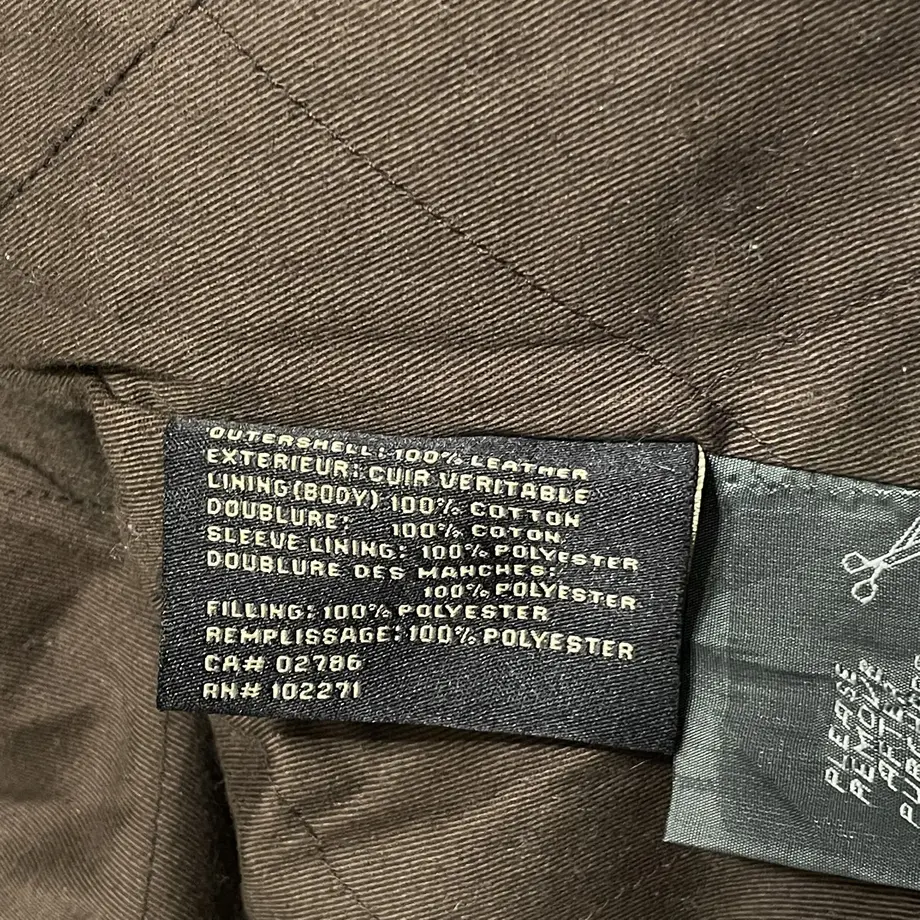 OUTERSHELL: 100% LEATHER
EXTERIEUR: CUIR VERITABLE
LINING(BODY) 100% COTTON
DOUBLURE: 100% COTON.
SLEEVE LINING: 100% POLYESTER
DOUBLURE DES MANCHES:
100% POLYESTER
FILLING: 100% POLYESTER
REMPLISSAGE: 100% POLYESTER
CA# 02786
RN# 102271
PLEASE
REMOVE
AFTER